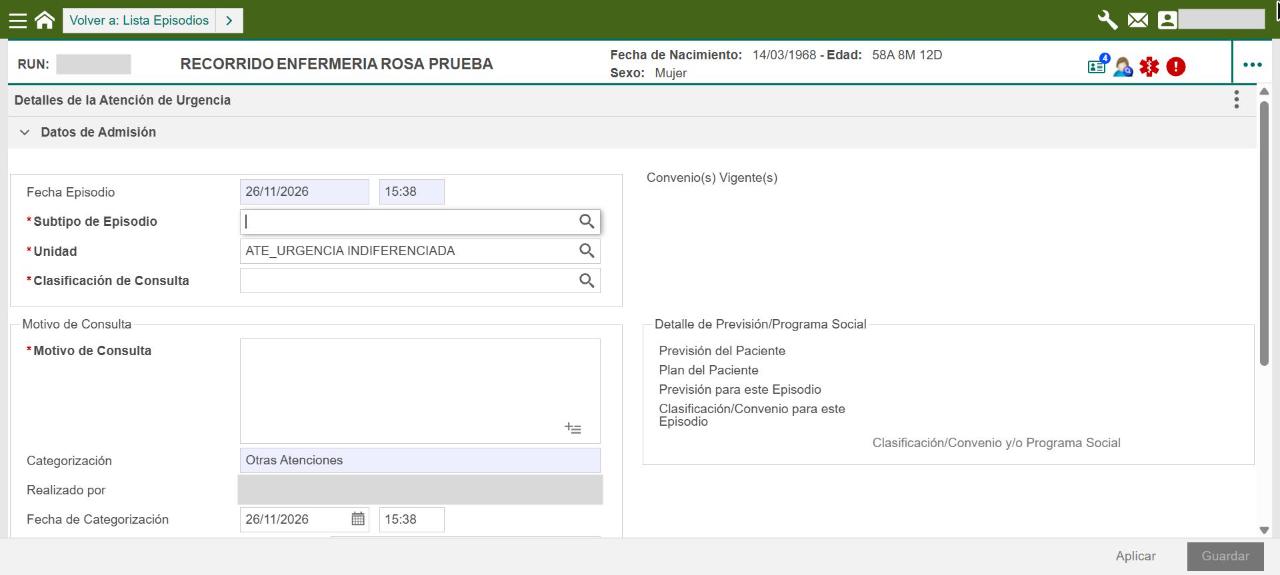 Volver a: Lista Episodios
RUN:
RECORRIDO ENFERMERIA ROSA PRUEBA
Fecha de Nacimiento: 14/03/1968 - Edad: 58A 8M 12D
Sexo: Mujer
4
Detalles de la Atención de Urgencia
Datos de Admisión
Fecha Episodio 26/11/2026 15:38
*Subtipo de Episodio
*Unidad ATE_URGENCIA INDIFERENCIADA
*Clasificación de Consulta
Convenio(s) Vigente(s)
Motivo de Consulta
*Motivo de Consulta
Categorización Otras Atenciones
Realizado por
Fecha de Categorización 26/11/2026 15:38
Detalle de Previsión/Programa Social
Previsión del Paciente
Plan del Paciente
Previsión para este Episodio
Clasificación/Convenio para este
Episodio
Clasificación/Convenio y/o Programa Social
Aplicar
Guardar